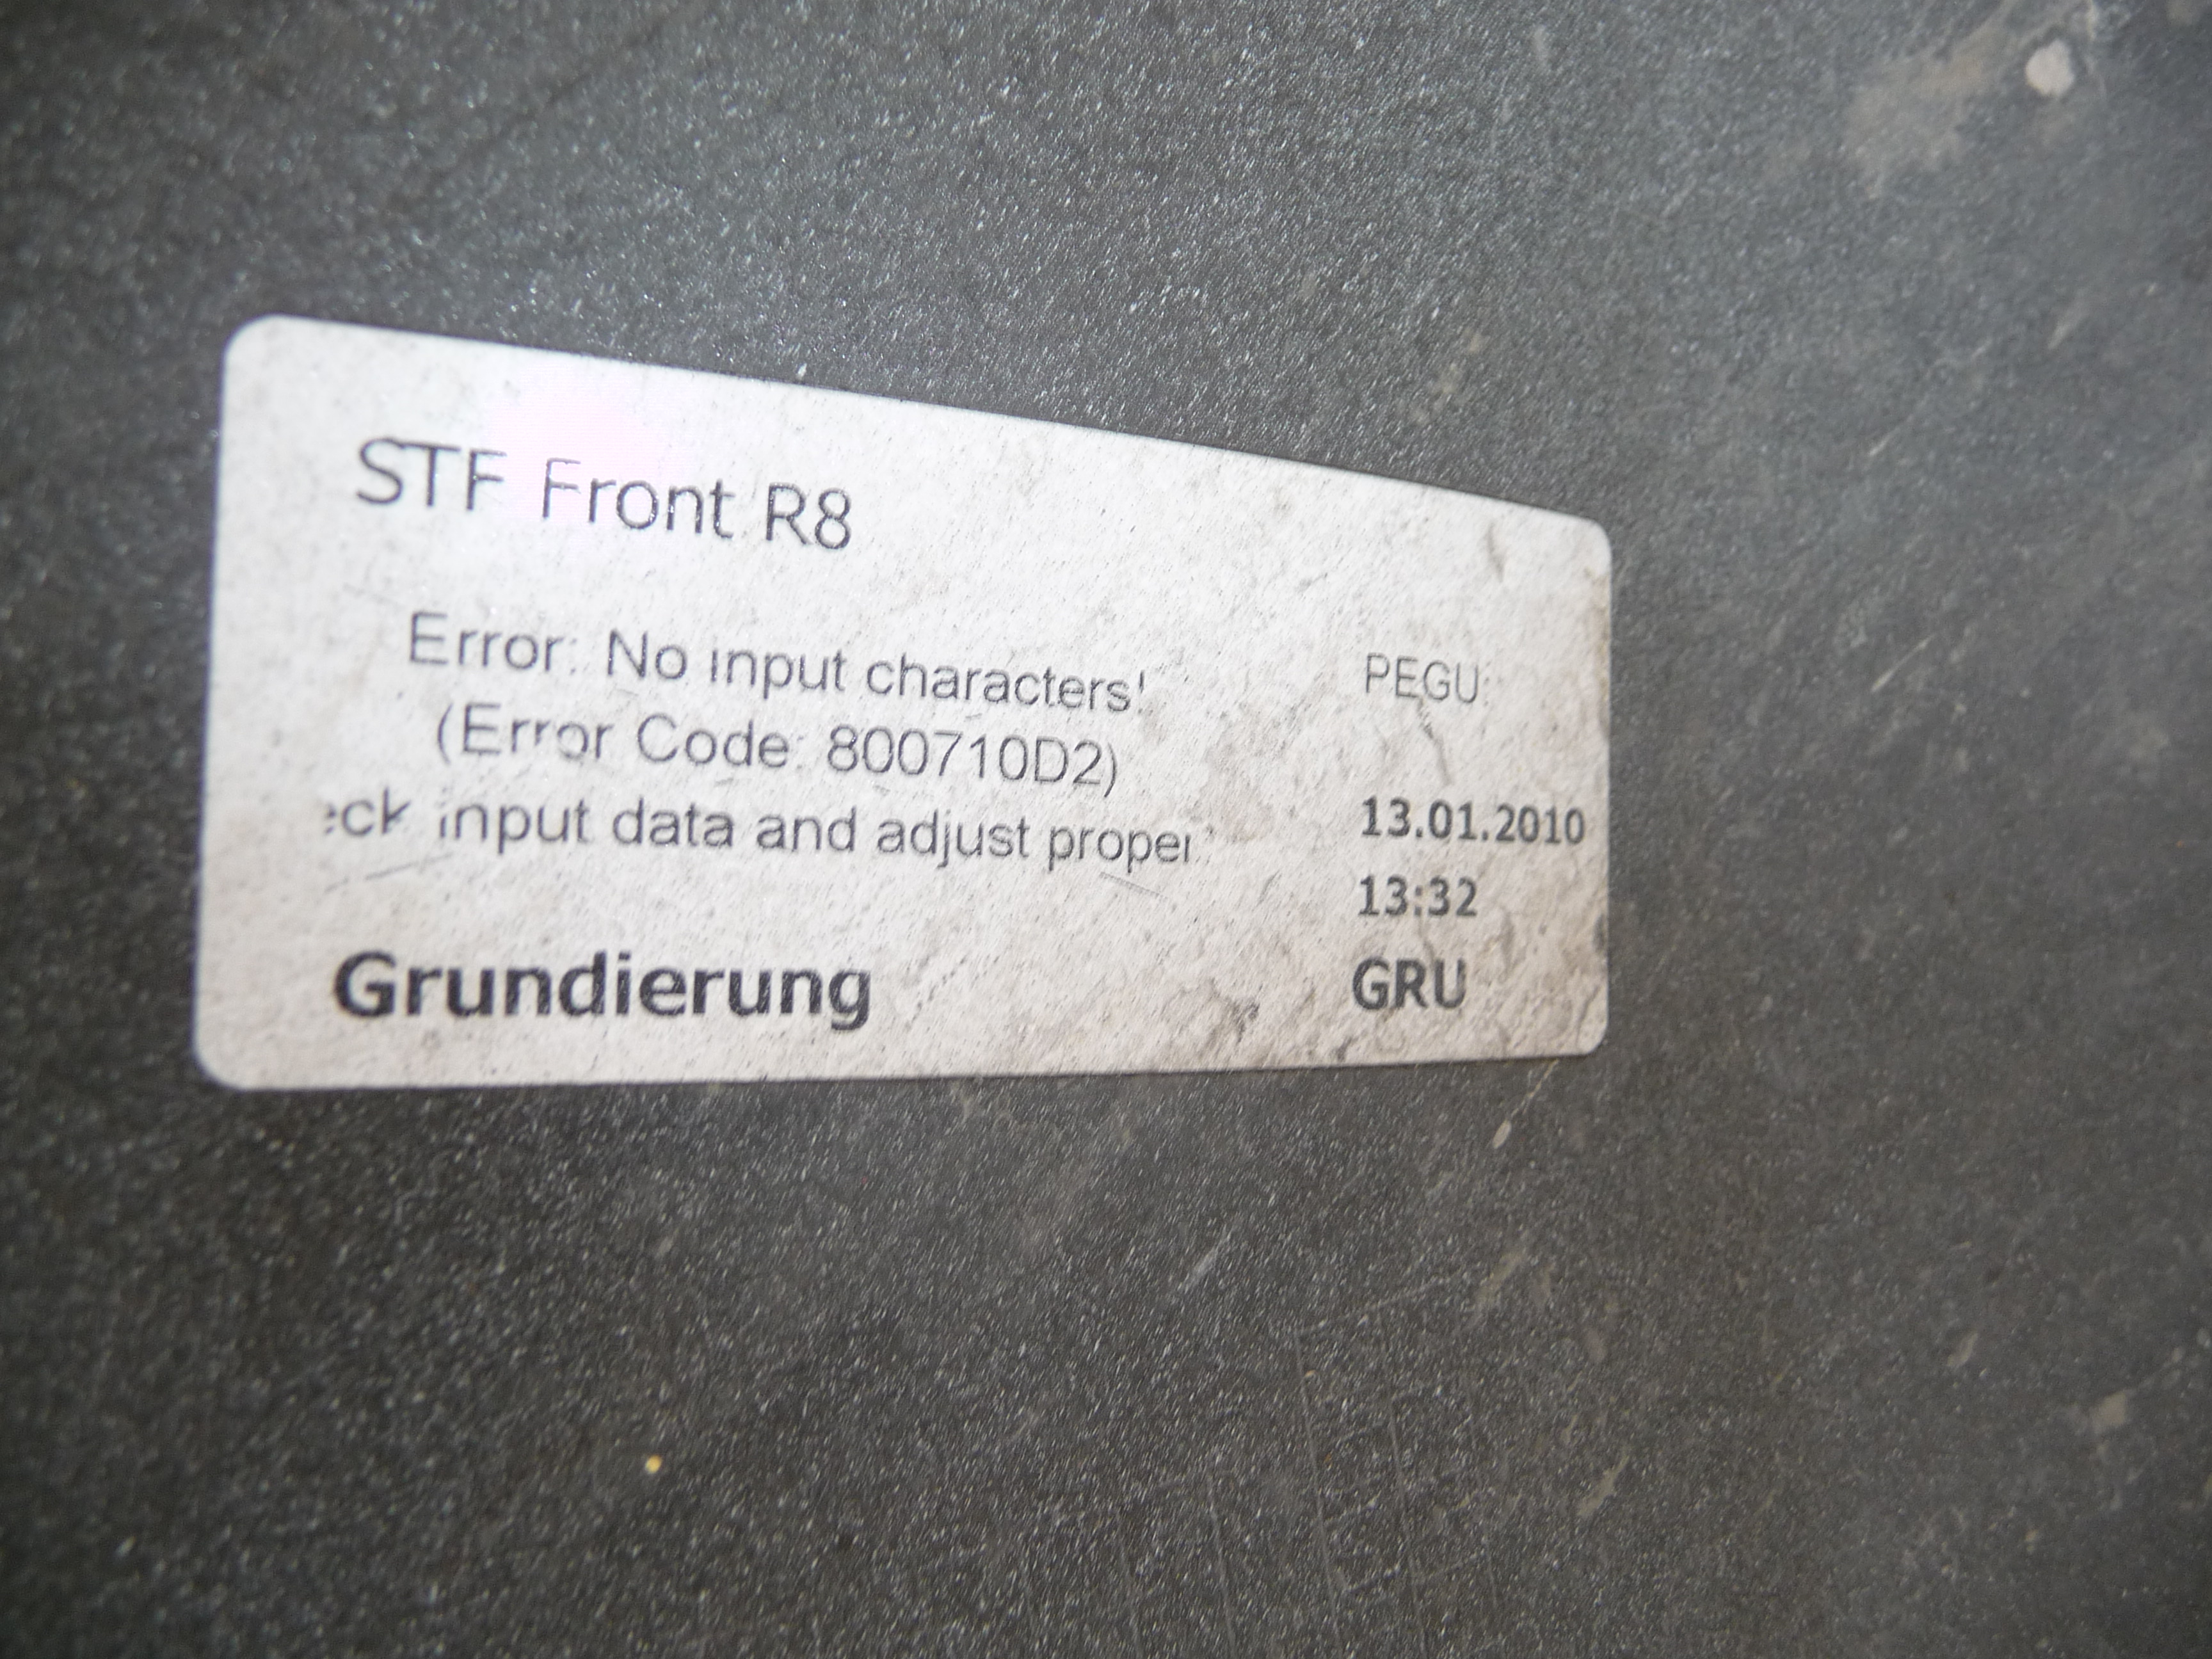 STF Front R8
Error: No input characters!
PEGU
(Error Code: 800710D2)
eck input data and adjust proper
13.01.2010
13:32
Grundierung
GRU